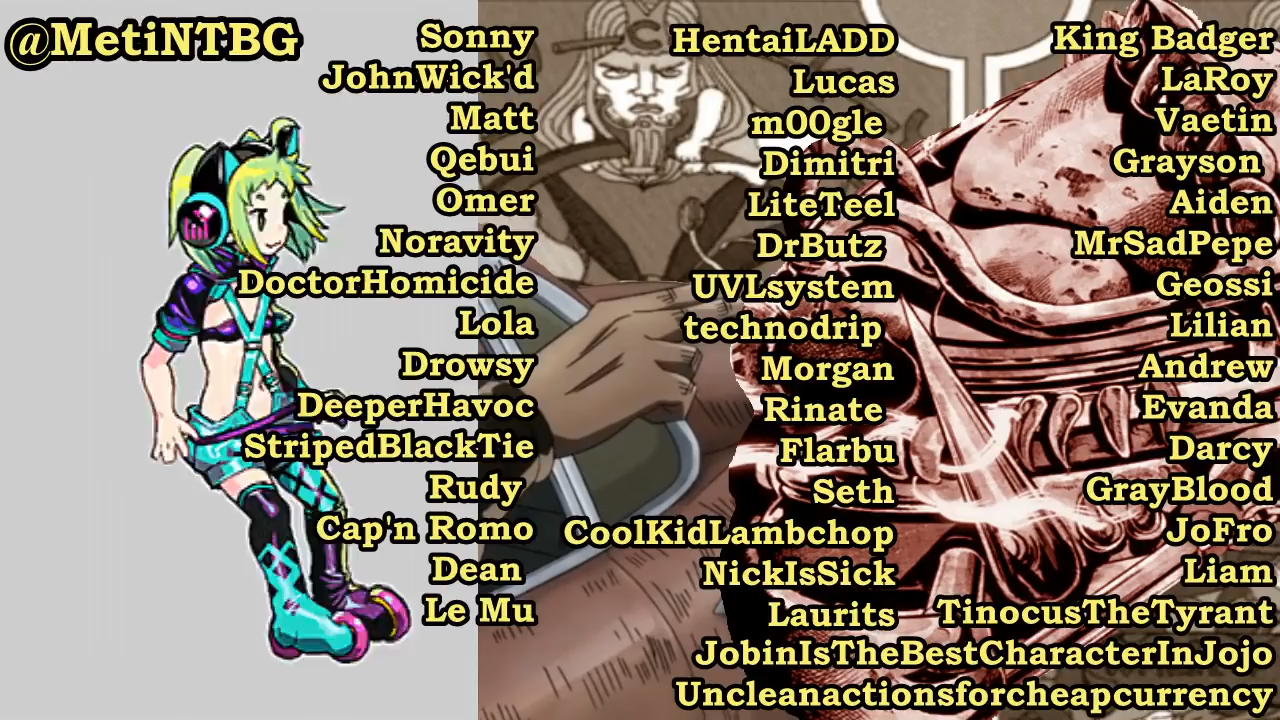 @MetiNTBG
Sonny
JohnWick'd
Matt
Qebui
Omer
Noravity
DoctorHomicide
Lola
Drowsy
DeeperHavoc
StripedBlackTie
Rudy
Cap'n Romo
Dean
Le Mu
C
HentaiLADD
Lucas
m00gle
Dimitri
LiteTeel
DrButz
UVLsystem
technodrip
Morgan
Rinate
Flarbu
Seth
CoolKidLambchop
NickIsSick
Laurits
King Badger
LaRoy
Vaetin
Grayson
Aiden
MrSadPepe
Geossi
Lilian
Andrew
Evanda
Darcy
GrayBlood
JoFro
Liam
TinocusTheTyrant
JobinIsTheBestCharacterInJojo
Uncleanactionsforcheapcurrency